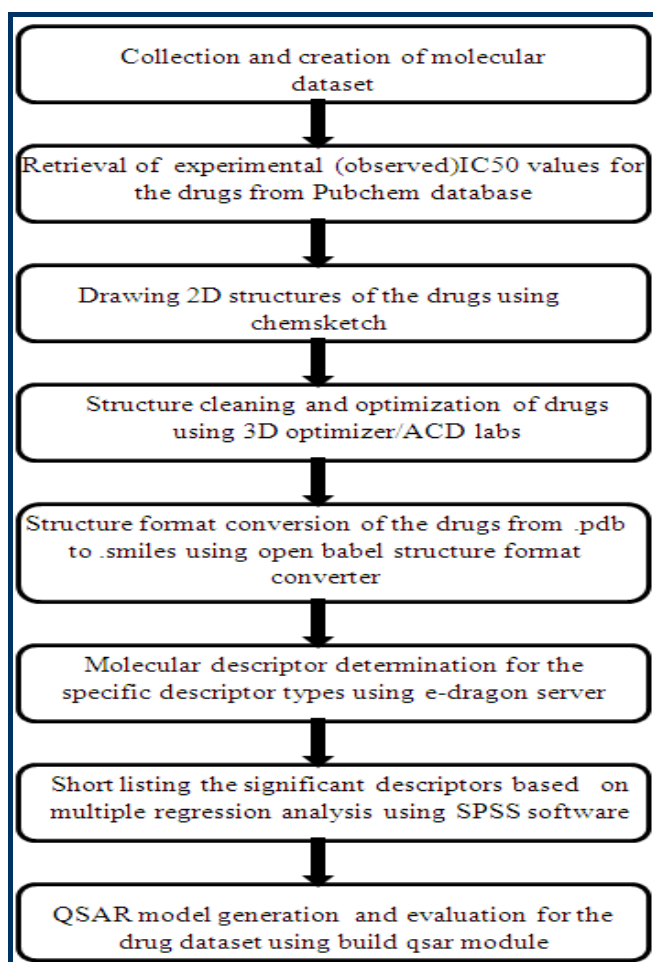 Collection and creation of molecular
dataset
Retrieval of experimental (observed)IC50 values for
the drugs from Pubchem database
Drawing 2D structures of the drugs using
chemsketch
Structure cleaning and optimization of drugs
using 3D optimizer/ACD labs
Structure format conversion of the drugs from .pdb
to .smiles using open babel structure format
converter
Molecular descriptor determination for the
specific descriptor types using e-dragon server
Short listing the significant descriptors based on
multiple regression analysis using SPSS software
QSAR model generation and evaluation for the
drug dataset using build qsar module